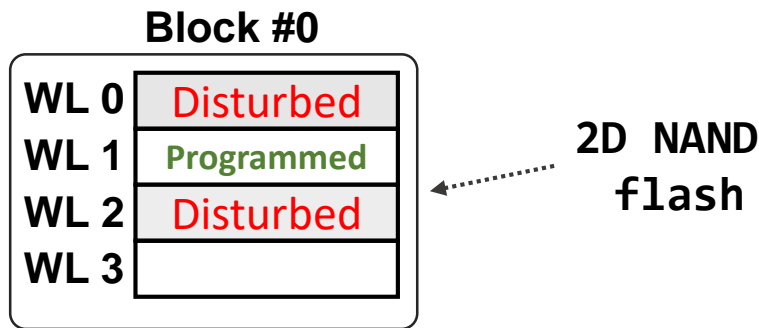 Block #0
WL 0 Disturbed
WL 1 Programmed
WL 2 Disturbed
WL 3
2D NAND
flash